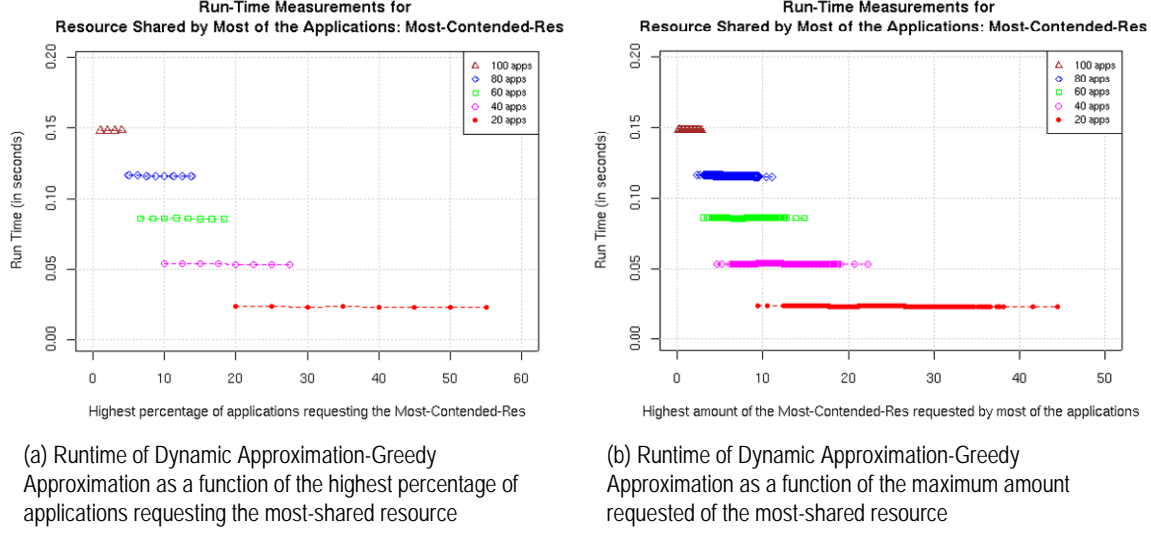 Run-Time Measurements for
Resource Shared by Most of the Applications: Most-Contended-Res
0.20
0.15
0.10
0.05
0.00
Run Time (in seconds)
100 apps
80 apps
60 apps
40 apps
20 apps
0 10 20 30 40 50 60
Highest percentage of applications requesting the Most-Contended-Res
(a) Runtime of Dynamic Approximation-Greedy
Approximation as a function of the highest percentage of
applications requesting the most-shared resource
Run-Time Measurements for
Resource Shared by Most of the Applications: Most-Contended-Res
0.20
0.15
0.10
0.05
0.00
Run Time (in seconds)
100 apps
80 apps
60 apps
40 apps
20 apps
0 10 20 30 40 50
Highest amount of the Most-Contended-Res requested by most of the applications
(b) Runtime of Dynamic Approximation-Greedy
Approximation as a function of the maximum amount
requested of the most-shared resource